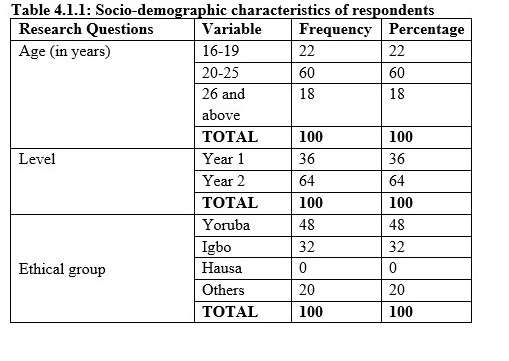 Table 4.1.1: Socio-demographic characteristics of respondents
Research Questions Variable Frequency Percentage
Age (in years) 16-19 22 22
20-25 60 60
26 and above 18 18
TOTAL 100 100
Level Year 1 36 36
Year 2 64 64
TOTAL 100 100
Yoruba 48 48
Igbo 32 32
Ethical group Hausa 0 0
Others 20 20
TOTAL 100 100